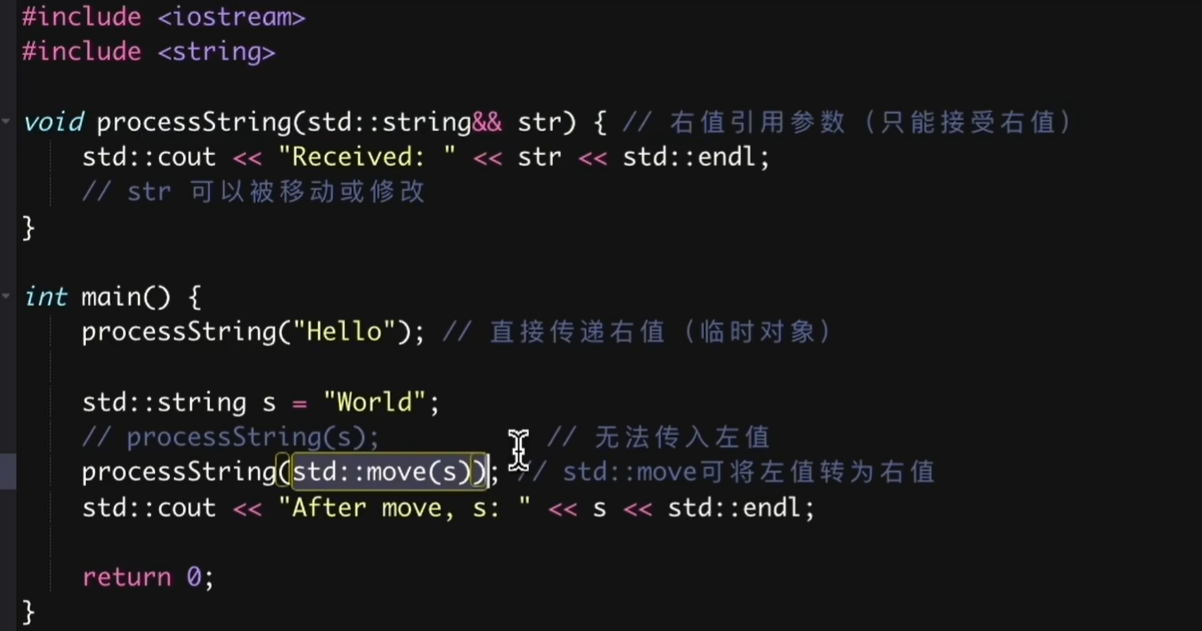 #include <iostream>
#include <string>
void processString(std::string&& str) { // 右值引用参数（只能接受右值）
std::cout << "Received: " << str << std::endl;
// str 可以被移动或修改
}
int main() {
processString("Hello"); // 直接传递右值（临时对象）
std::string s = "World";
// processString(s); // 无法传入左值
processString(std::move(s)); // std::move可将左值转为右值
std::cout << "After move, s: " << s << std::endl;
return 0;
}